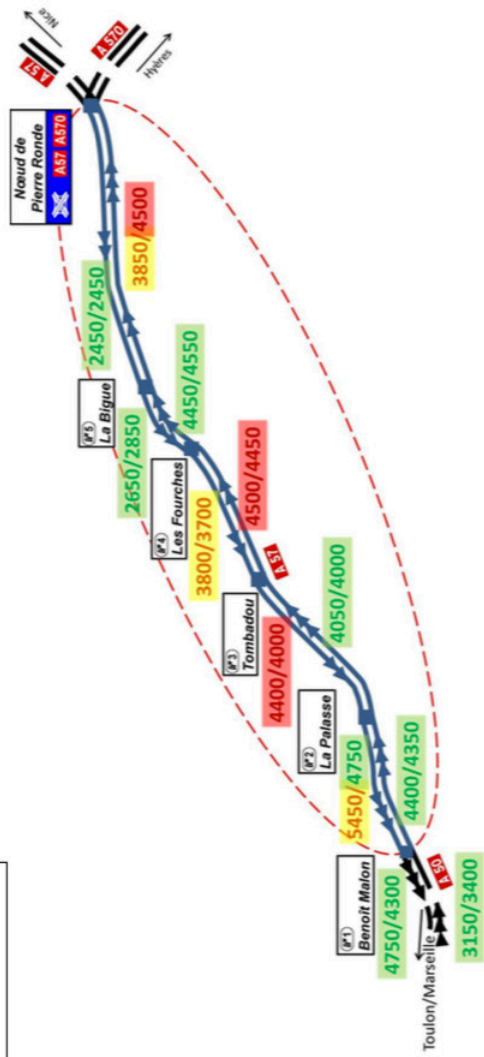 Nice
A 57
A 570
Hyères
Nœud de
Pierre Ronde
A57 A570
3850/4500
2450/2450
n°5
La Bigue
4450/4550
2650/2850
n°4
Les Fourches
4500/4450
3800/3700
A 57
n°3
Tombadou
4050/4000
4400/4000
n°2
La Palasse
4400/4350
5450/4750
A 50
n°1
Benoît Malon
4750/4300
3150/3400
Toulon/Marseille